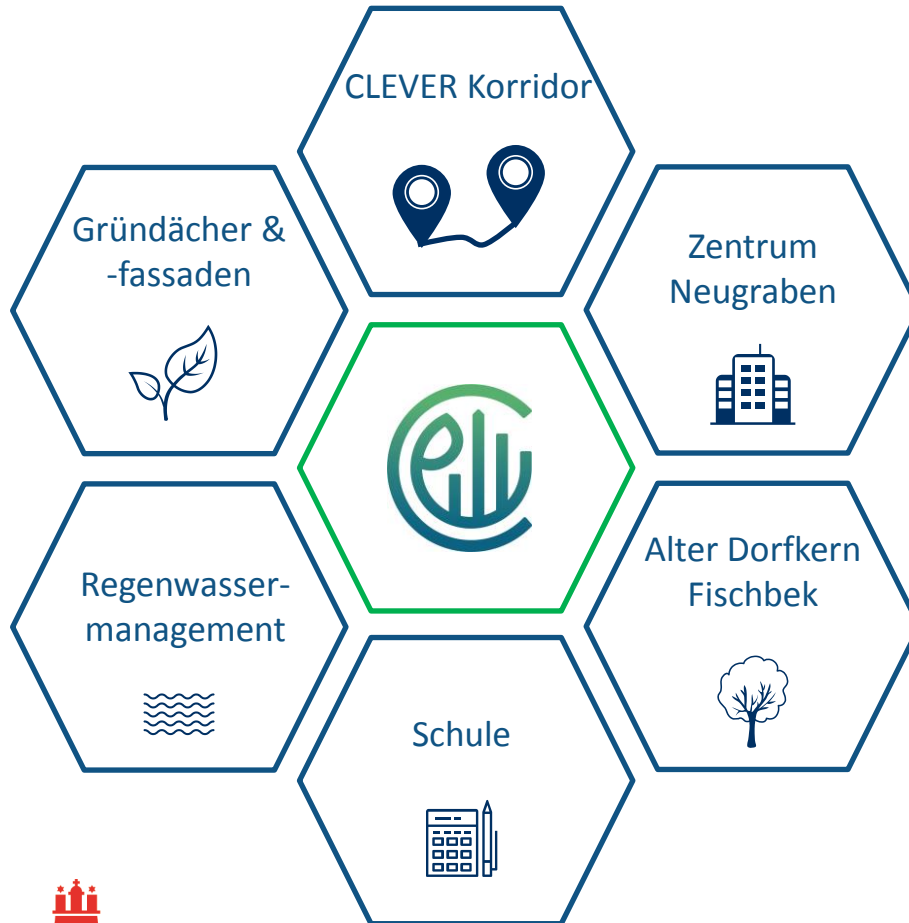 CLEVER Korridor
Gründächer &
-fassaden
Zentrum
Neugraben
Regenwasser-
management
Alter Dorfkern
Fischbek
Schule